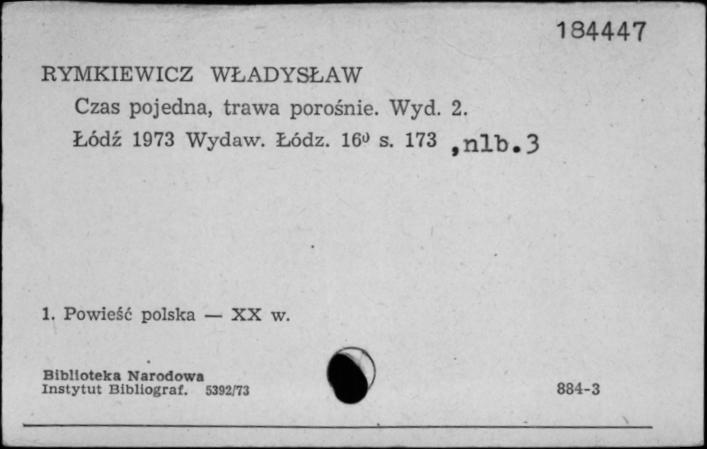 184447
RYMKIEWICZ WŁADYSŁAW
Czas pojedna, trawa porośnie. Wyd. 2.
Łódź 1973 Wydaw. Łódz. 16⁰ s. 173 ,nlb.3
1. Powieść polska — XX w.
Biblioteka Narodowa
Instytut Bibliograf. 5392/73
884-3